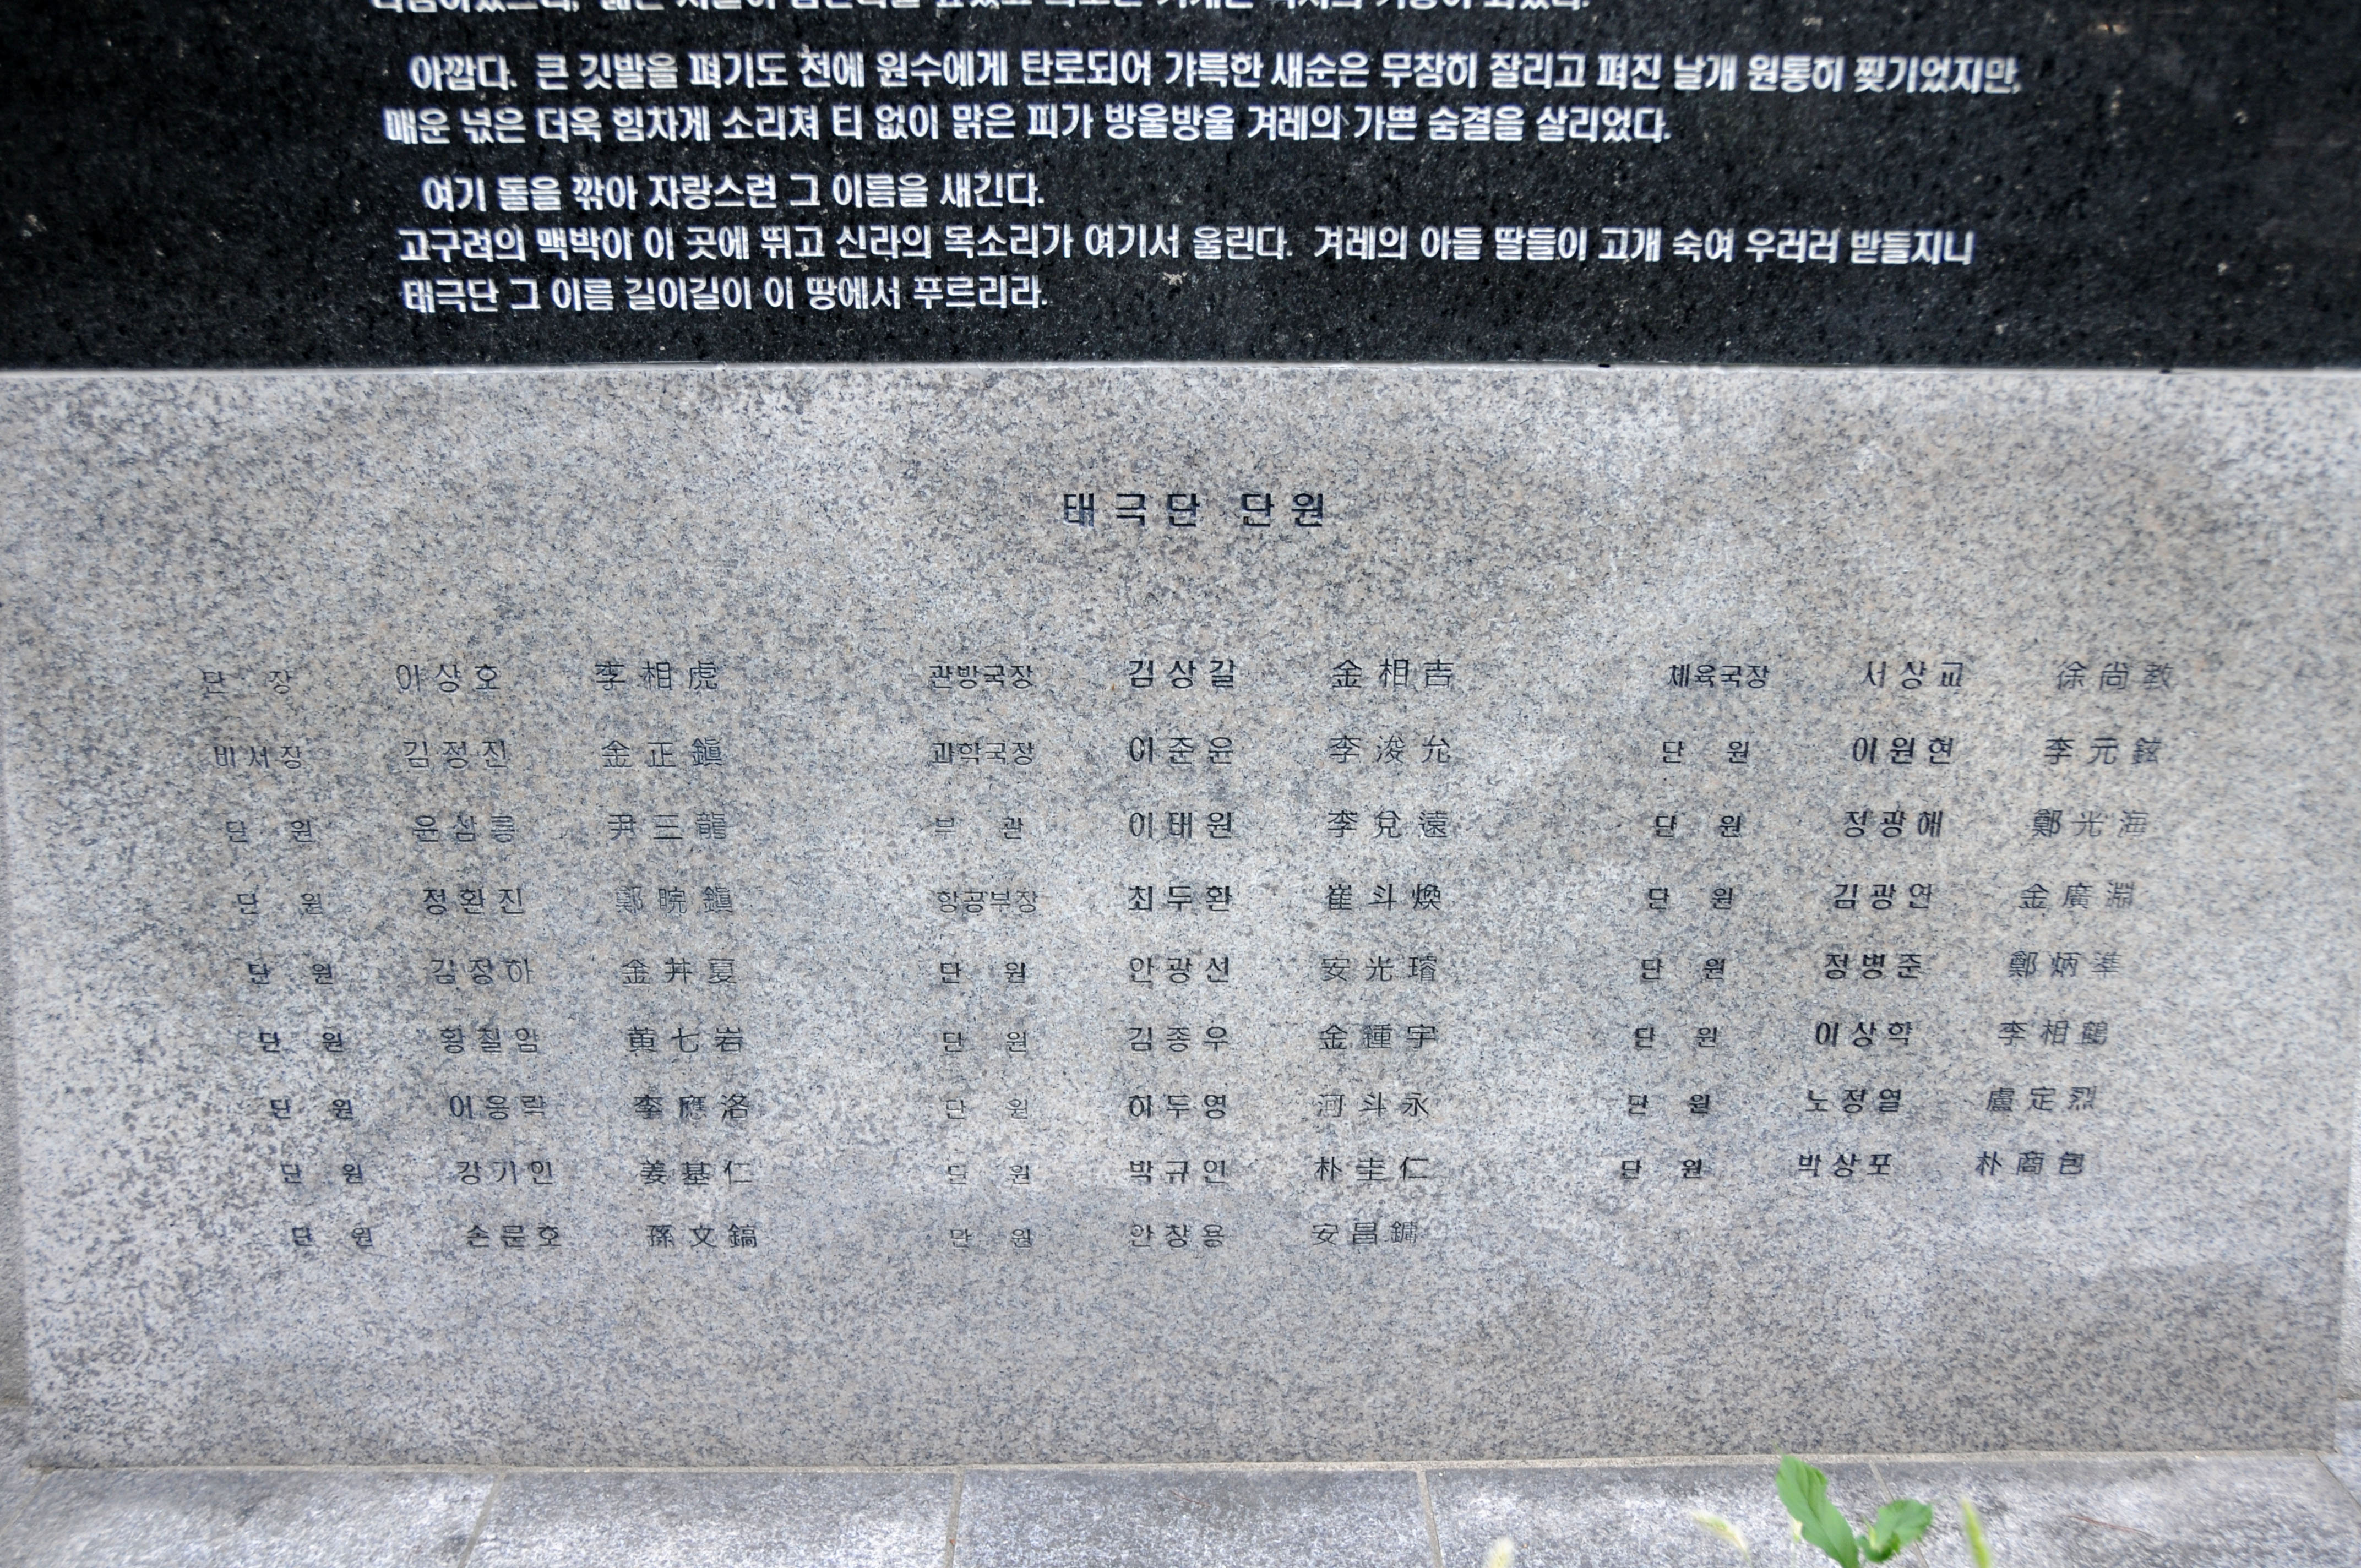 아깝다. 큰 깃발을 펴기도 전에 원수에게 탄로되어 갸륵한 새순은 무참히 잘리고 펴진 날개 원통히 찢기었지만,
매운 넋은 더욱 힘차게 소리쳐 티 없이 맑은 피가 방울방울 겨레의 가쁜 숨결을 살리었다.
여기 돌을 깎아 자랑스런 그 이름을 새긴다.
고구려의 맥박이 이 곳에 뛰고 신라의 목소리가 여기서 울린다. 겨레의 아들 딸들이 고개 숙여 우러러 받들지니
태극단 그 이름 길이길이 이 땅에서 푸르리라.
태극단 단원
단 장 이상호 李相虎 관방국장 김상길 金相吉 체육국장 서상교 徐尙教
비서장 김정진 金正鎭 과학국장 이준윤 李浚允 단 원 이원현 李元鉉
단 원 윤삼룡 尹三龍 부 관 이태원 李兌遠 단 원 정광해 鄭光海
단 원 정환진 鄭晥鎭 항공부장 최두환 崔斗煥 단 원 김광연 金廣淵
단 원 김정하 金井夏 단 원 안광선 安光璿 단 원 정병준 鄭炳準
단 원 황칠암 黄七岩 단 원 김종우 金鍾宇 단 원 이상학 李相鶴
단 원 이응락 李應洛 단 원 하두영 河斗永 단 원 노정열 盧定烈
단 원 강기인 姜基仁 단 원 박규인 朴圭仁 단 원 박상포 朴商包
단 원 손문호 孫文鎬 단 원 안창용 安昌鏞